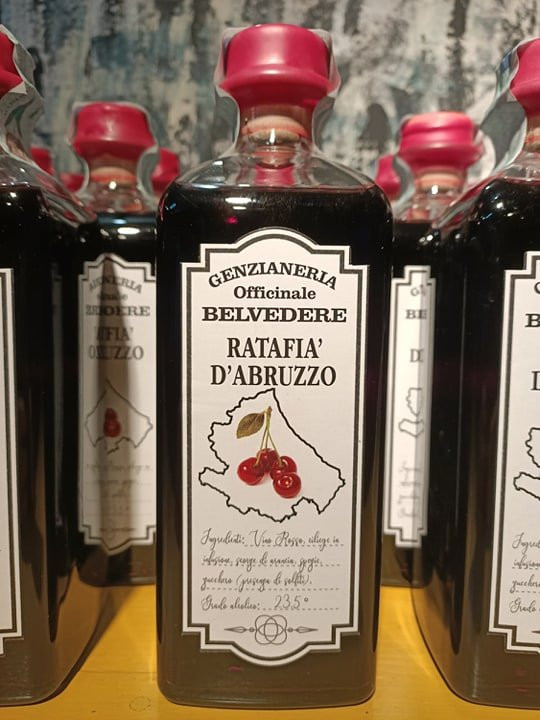 GENZIANERIA
Officinale
BELVEDERE
RATAFIA'
D'ABRUZZO
Ingredienti: Vino Rosso, ciliege in
infusione, scorze di arancia, spezie,
zucchero (presenza di solfiti).
Grado alcolico: 23.5°